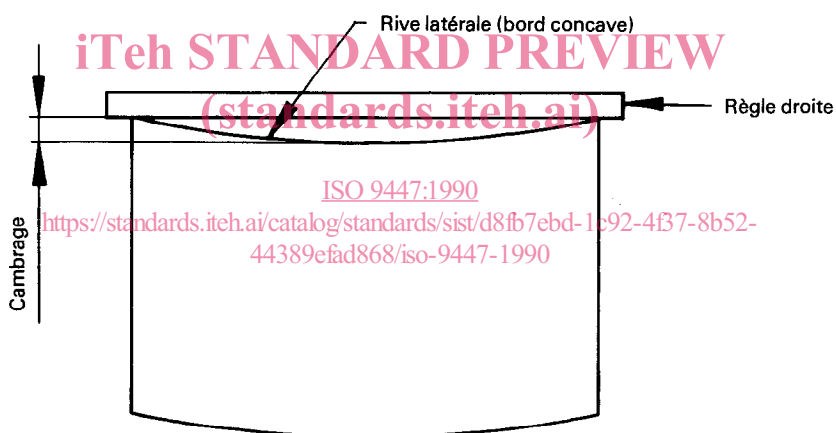 Rive latérale (bord concave)
iTeh STANDARD PREVIEW
Règle droite
(standards.iteh.ai)
ISO 9447:1990
https://standards.iteh.ai/catalog/standards/sist/d8fb7ebd-1c92-4f37-8b52-
44389efad868/iso-9447-1990
Cambrage